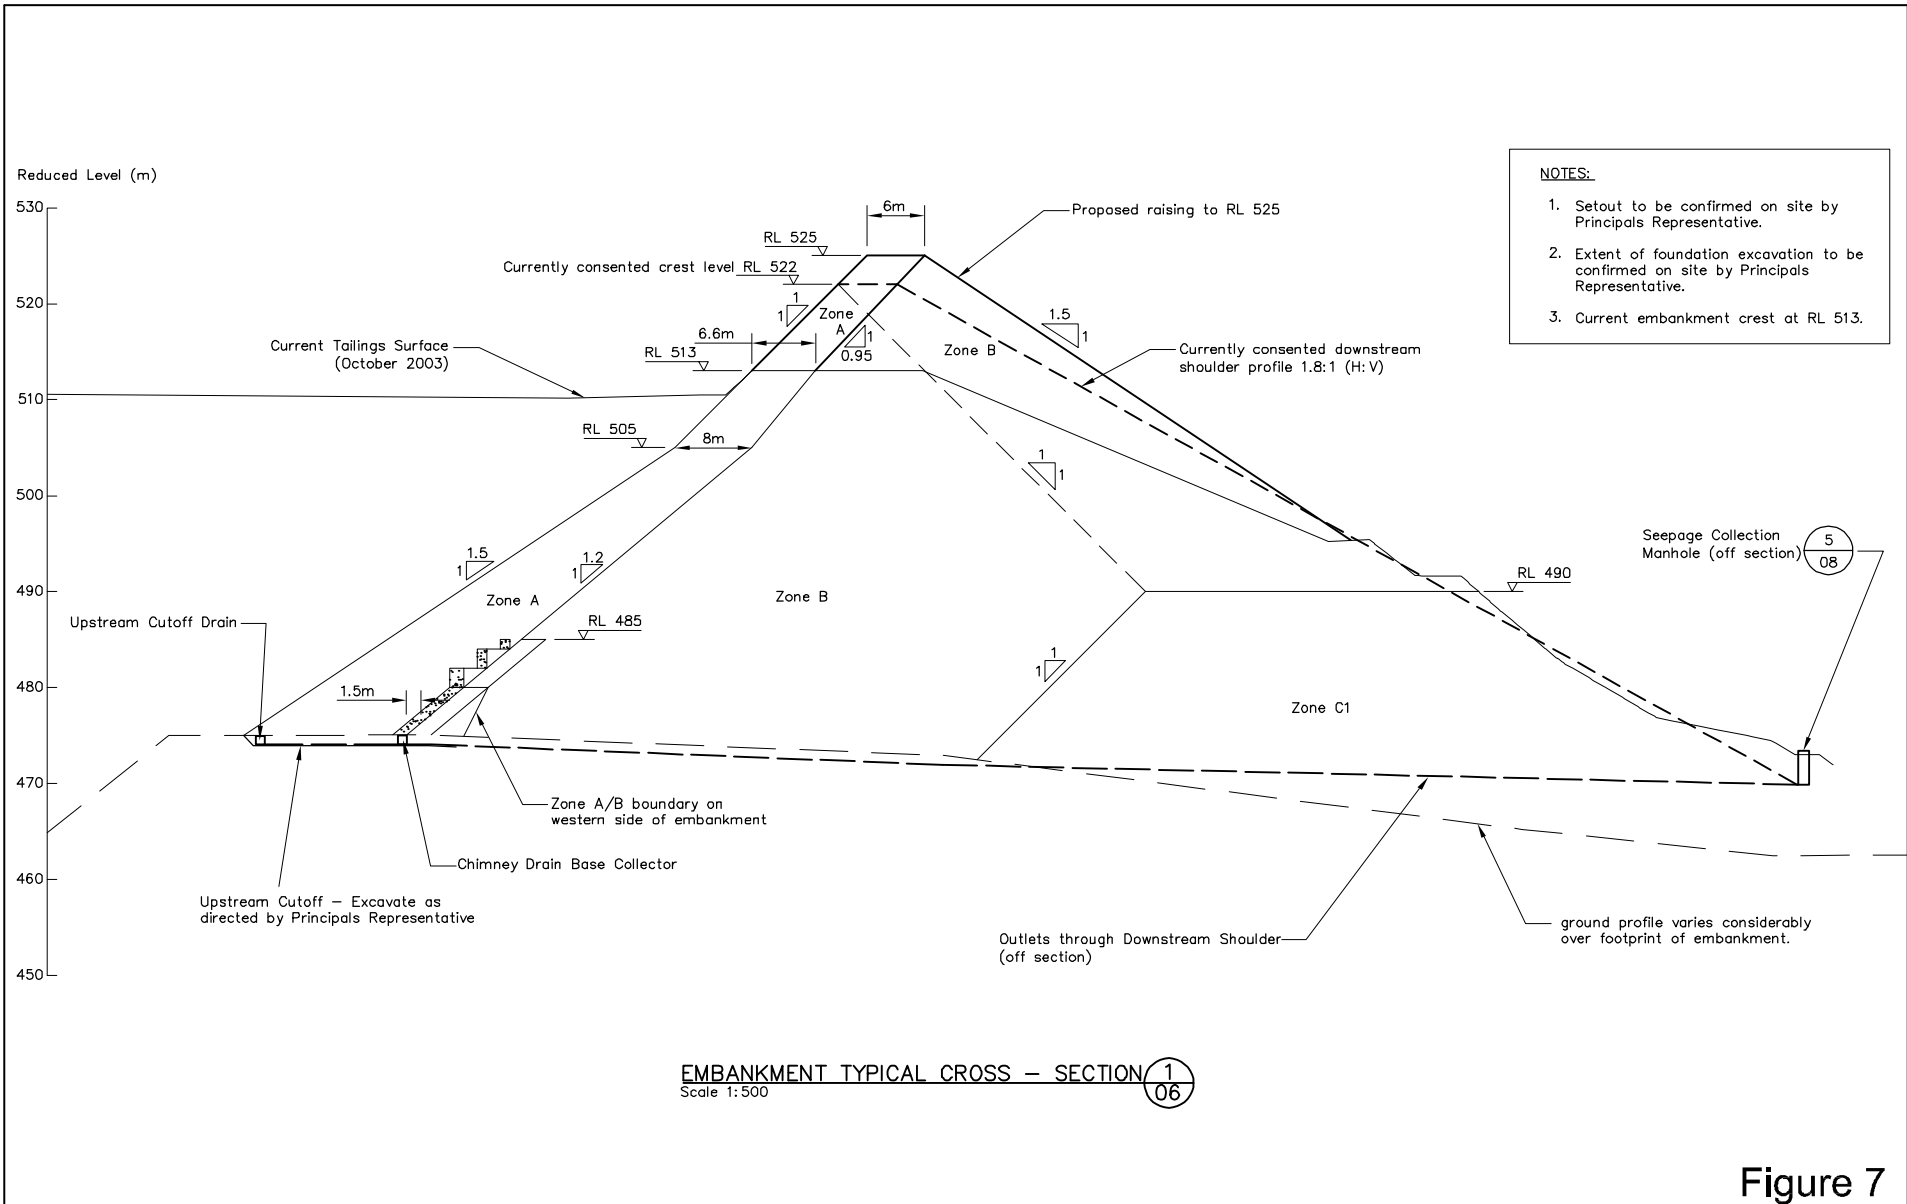 Reduced Level (m)
530
520
510
500
490
480
470
460
450
6m
RL 525
Proposed raising to RL 525
Currently consented crest level RL 522
1
1
Zone
A
1
0.95
6.6m
RL 513
Zone B
1.5
1
Currently consented downstream
shoulder profile 1.8:1 (H:V)
Current Tailings Surface
(October 2003)
RL 505
8m
1
1
1.5
1
1.2
1
Zone A
Zone B
RL 490
Seepage Collection
Manhole (off section)
5
08
Upstream Cutoff Drain
RL 485
1.5m
1
1
Zone C1
Zone A/B boundary on
western side of embankment
Chimney Drain Base Collector
Upstream Cutoff – Excavate as
directed by Principals Representative
Outlets through Downstream Shoulder
(off section)
ground profile varies considerably
over footprint of embankment.
NOTES:
1. Setout to be confirmed on site by
Principals Representative.
2. Extent of foundation excavation to be
confirmed on site by Principals
Representative.
3. Current embankment crest at RL 513.
EMBANKMENT TYPICAL CROSS – SECTION
1
06
Scale 1:500
Figure 7